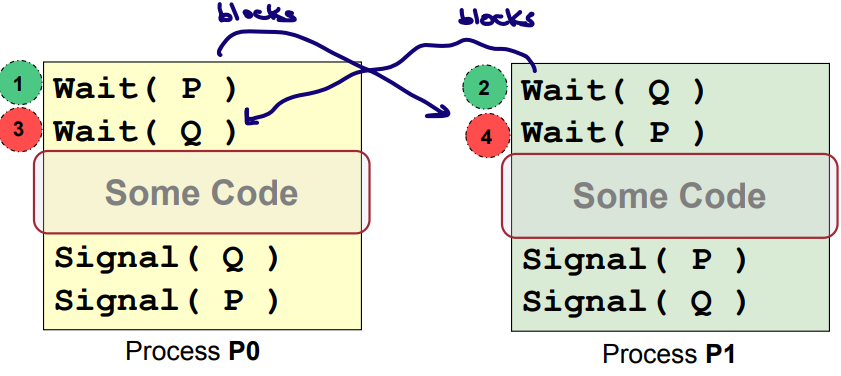 blocks
blocks
1 Wait( P )
3 Wait( Q )
Some Code
Signal( Q )
Signal( P )
Process P0
2 Wait( Q )
4 Wait( P )
Some Code
Signal( P )
Signal( Q )
Process P1